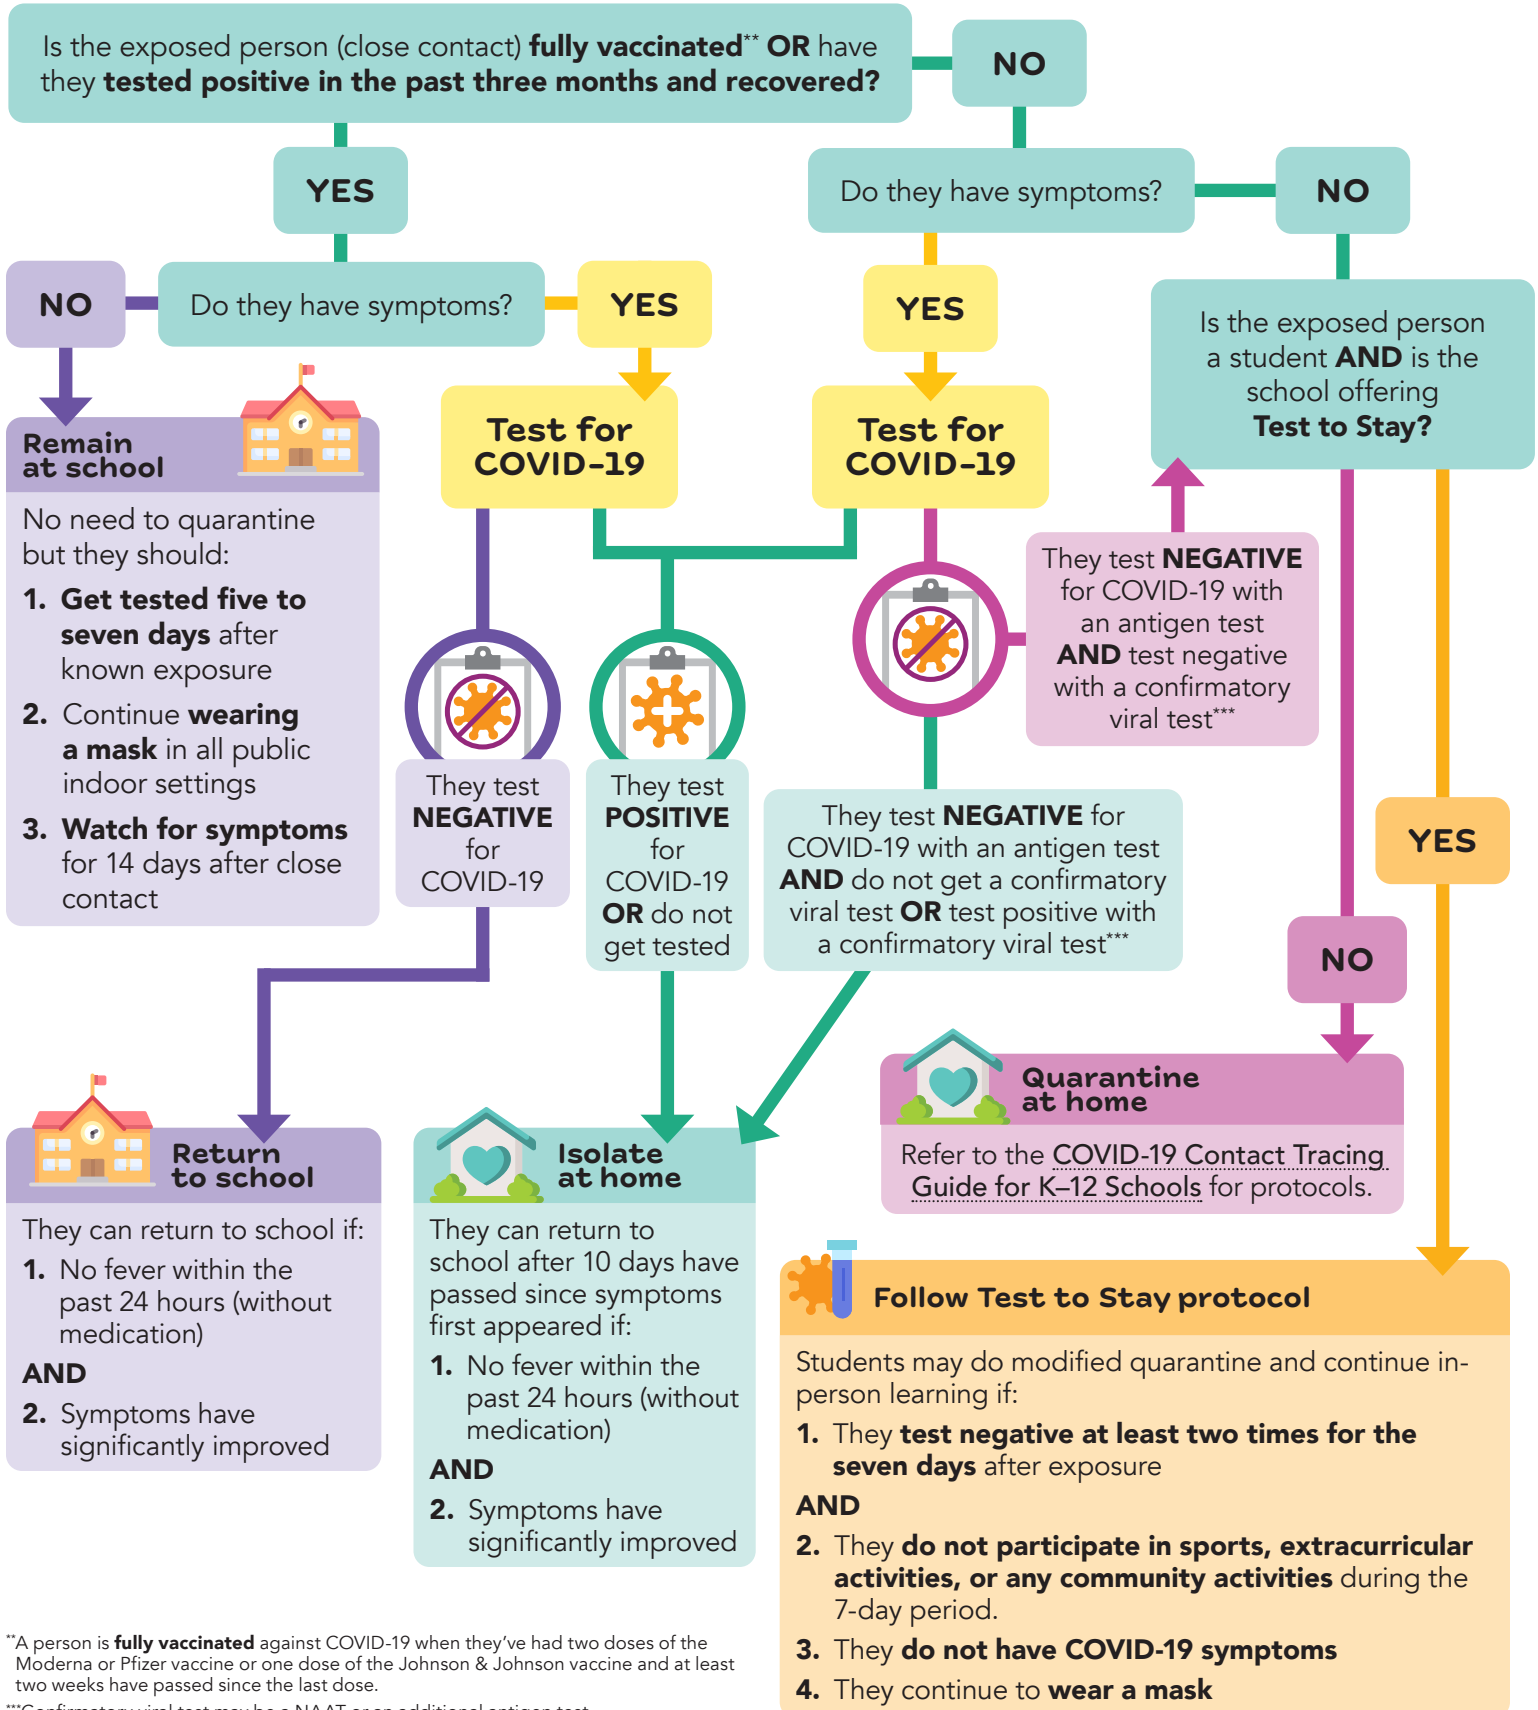 Is the exposed person (close contact) fully vaccinated** OR have
they tested positive in the past three months and recovered?
NO
YES
Do they have symptoms?
NO
NO
Do they have symptoms?
YES
YES
Is the exposed person
a student AND is the
school offering
Test to Stay?
Remain
at school
No need to quarantine
but they should:
1. Get tested five to
seven days after
known exposure
2. Continue wearing
a mask in all public
indoor settings
3. Watch for symptoms
for 14 days after close
contact
Test for
COVID-19
Test for
COVID-19
They test NEGATIVE
for COVID-19 with
an antigen test
AND test negative
with a confirmatory
viral test***
They test
NEGATIVE
for
COVID-19
They test
POSITIVE
for
COVID-19
OR do not
get tested
They test NEGATIVE for
COVID-19 with an antigen test
AND do not get a confirmatory
viral test OR test positive with
a confirmatory viral test***
YES
NO
Quarantine
at home
Refer to the COVID-19 Contact Tracing
Guide for K–12 Schools for protocols.
Return
to school
They can return to school if:
1. No fever within the
past 24 hours (without
medication)
AND
2. Symptoms have
significantly improved
Isolate
at home
They can return to
school after 10 days have
passed since symptoms
first appeared if:
1. No fever within the
past 24 hours (without
medication)
AND
2. Symptoms have
significantly improved
Follow Test to Stay protocol
Students may do modified quarantine and continue in-
person learning if:
1. They test negative at least two times for the
seven days after exposure
AND
2. They do not participate in sports, extracurricular
activities, or any community activities during the
7-day period.
3. They do not have COVID-19 symptoms
4. They continue to wear a mask
**A person is fully vaccinated against COVID-19 when they've had two doses of the
Moderna or Pfizer vaccine or one dose of the Johnson & Johnson vaccine and at least
two weeks have passed since the last dose.
***Confirmatory viral test may be a NAAT or an additional antigen test